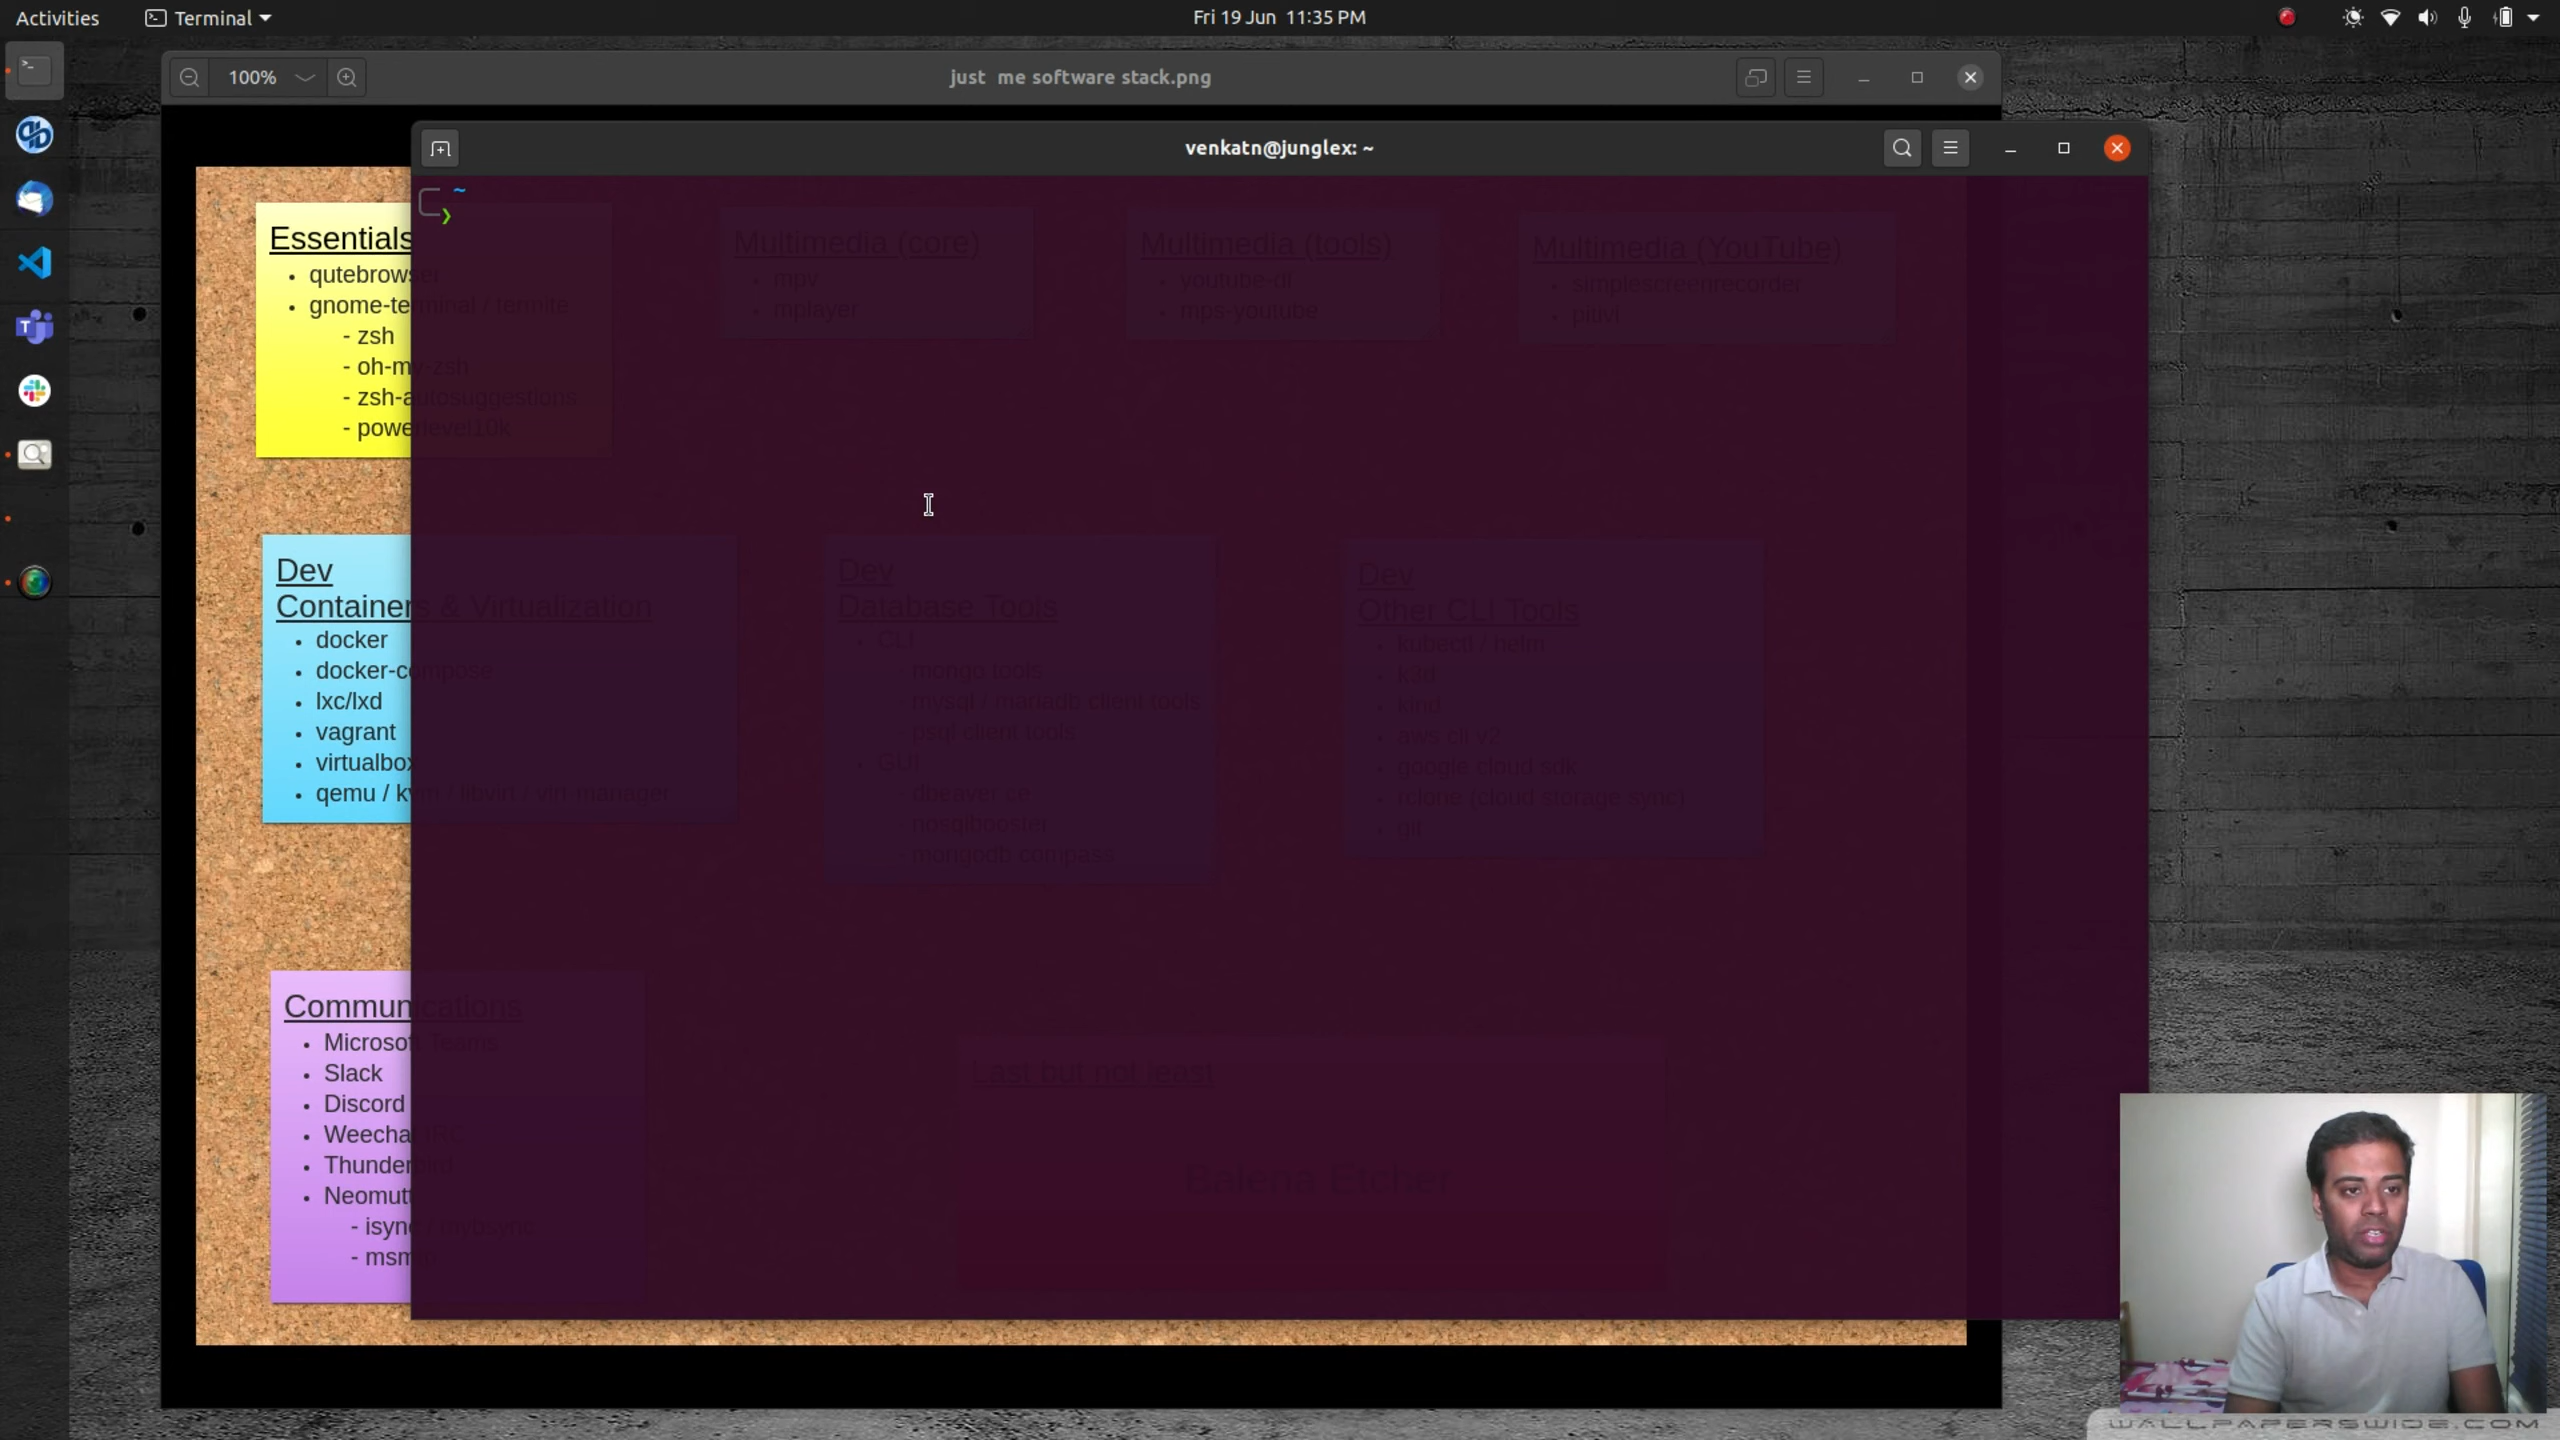 Activities
Terminal
Fri 19 Jun 11:35 PM
100%
just me software stack.png
venkatn@junglex: ~
~
Essentials
• qutebrowser
• gnome-terminal / termite
- zsh
- oh-my-zsh
- zsh-autosuggestions
- powerlevel10k
Multimedia (core)
• mpv
• mplayer
Multimedia (tools)
• youtube-dl
• mps-youtube
Multimedia (YouTube)
• simplescreenrecorder
• pitivi
Dev
Containers & Virtualization
• docker
• docker-compose
• lxc/lxd
• vagrant
• virtualbox
• qemu / kvm / libvirt / virt-manager
Dev
Database Tools
• CLI
- mongo tools
- mysql / mariadb client tools
- psql client tools
• GUI
- dbeaver ce
- nosqlbooster
- mongodb compass
Dev
Other CLI Tools
• kubectl / helm
• k3d
• kind
• aws cli v2
• google cloud sdk
• rclone (cloud storage sync)
• git
Communications
• Microsoft Teams
• Slack
• Discord
• Weechat IRC
• Thunderbird
• Neomutt
- isync / mbsync
- msmtp
Last but not least
Balena Etcher
WALLPAPERSWIDE.COM